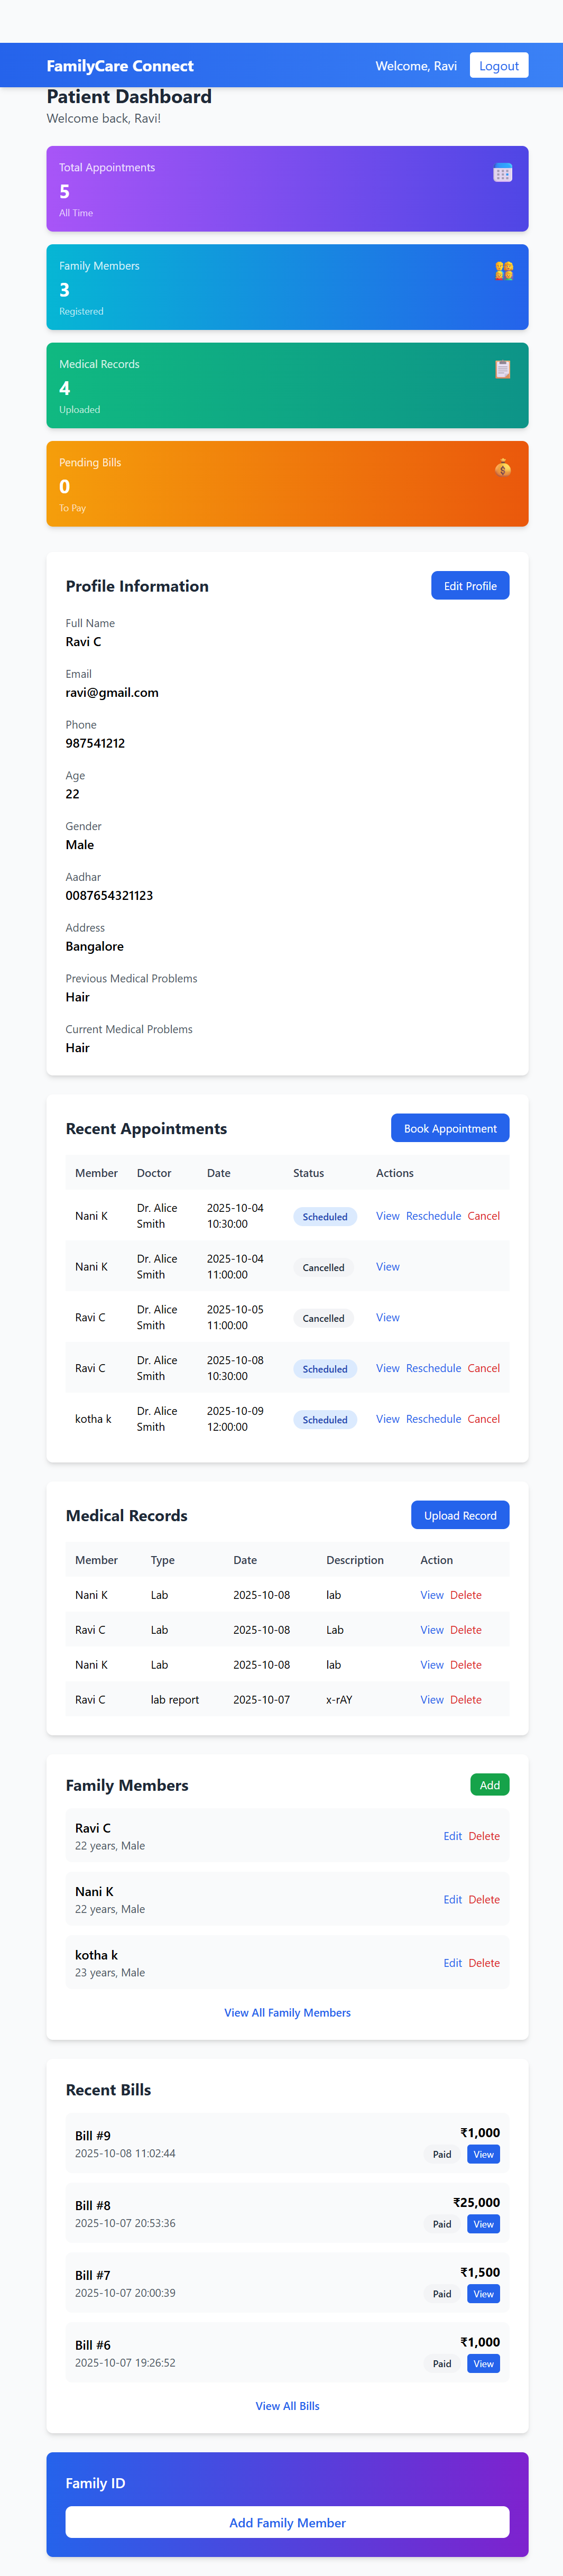 FamilyCare Connect
Welcome, Ravi Logout
Patient Dashboard
Welcome back, Ravi!
Total Appointments
5
All Time
Family Members
3
Registered
Medical Records
4
Uploaded
Pending Bills
0
To Pay
Profile Information
Edit Profile
Full Name
Ravi C
Email
ravi@gmail.com
Phone
987541212
Age
22
Gender
Male
Aadhar
0087654321123
Address
Bangalore
Previous Medical Problems
Hair
Current Medical Problems
Hair
Recent Appointments
Book Appointment
Member Doctor Date Status Actions
Nani K Dr. Alice Smith 2025-10-04 10:30:00 Scheduled View Reschedule Cancel
Nani K Dr. Alice Smith 2025-10-04 11:00:00 Cancelled View
Ravi C Dr. Alice Smith 2025-10-05 11:00:00 Cancelled View
Ravi C Dr. Alice Smith 2025-10-08 10:30:00 Scheduled View Reschedule Cancel
kotha k Dr. Alice Smith 2025-10-09 12:00:00 Scheduled View Reschedule Cancel
Medical Records
Upload Record
Member Type Date Description Action
Nani K Lab 2025-10-08 lab View Delete
Ravi C Lab 2025-10-08 Lab View Delete
Nani K Lab 2025-10-08 lab View Delete
Ravi C lab report 2025-10-07 x-rAY View Delete
Family Members
Add
Ravi C
22 years, Male
Edit Delete
Nani K
22 years, Male
Edit Delete
kotha k
23 years, Male
Edit Delete
View All Family Members
Recent Bills
Bill #9
2025-10-08 11:02:44
₹1,000
Paid View
Bill #8
2025-10-07 20:53:36
₹25,000
Paid View
Bill #7
2025-10-07 20:00:39
₹1,500
Paid View
Bill #6
2025-10-07 19:26:52
₹1,000
Paid View
View All Bills
Family ID
Add Family Member